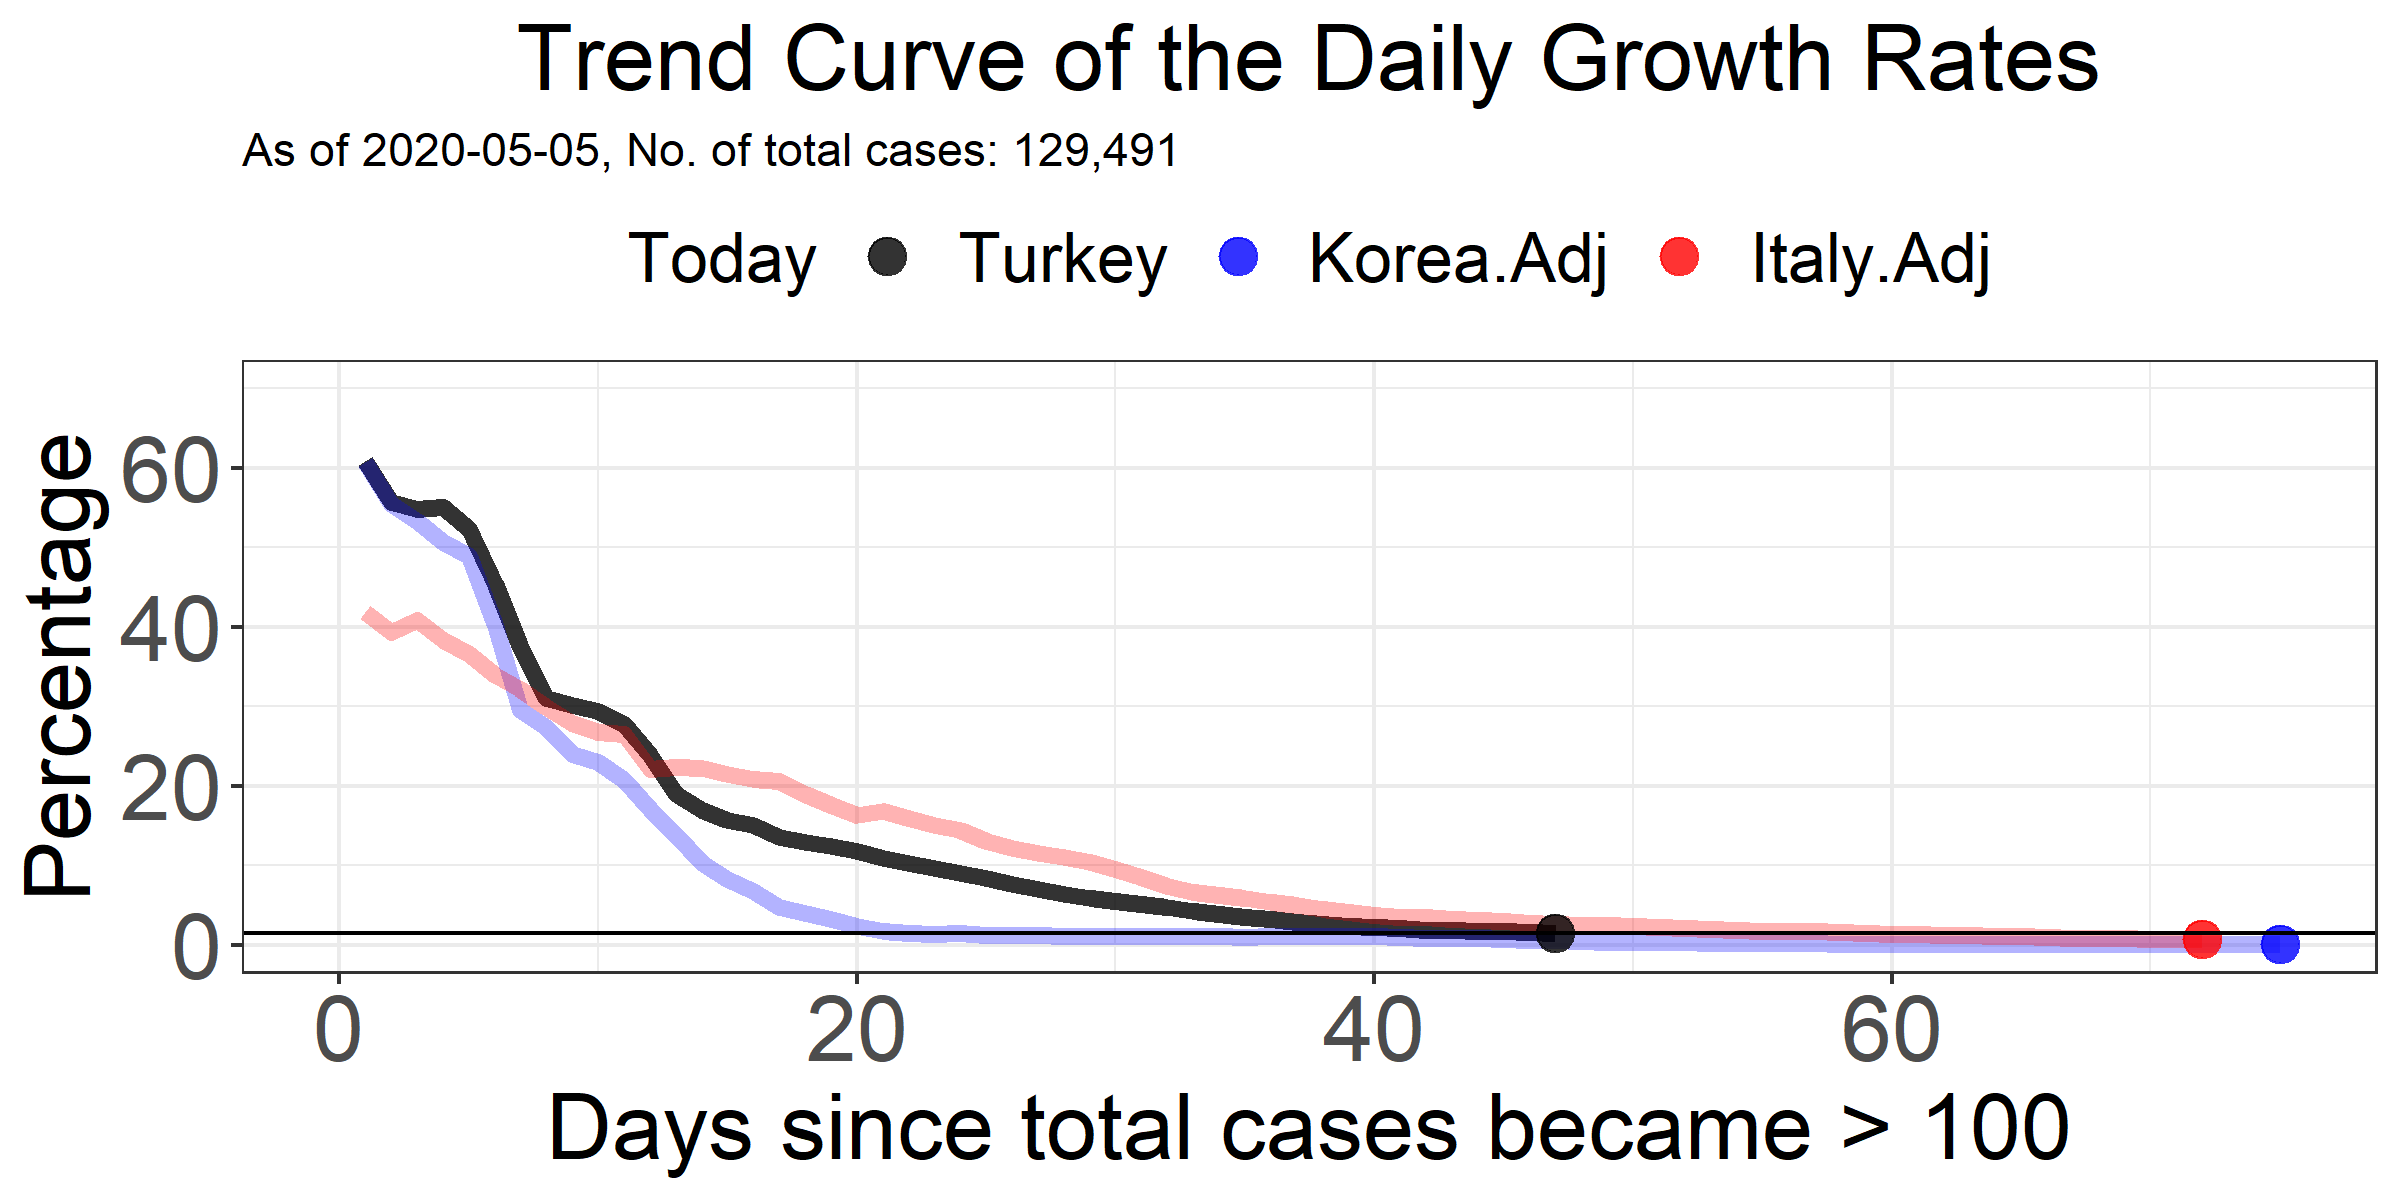 Trend Curve of the Daily Growth Rates
As of 2020-05-05, No. of total cases: 129,491
Today Turkey Korea.Adj Italy.Adj
Percentage
60
40
20
0
0 20 40 60
Days since total cases became > 100